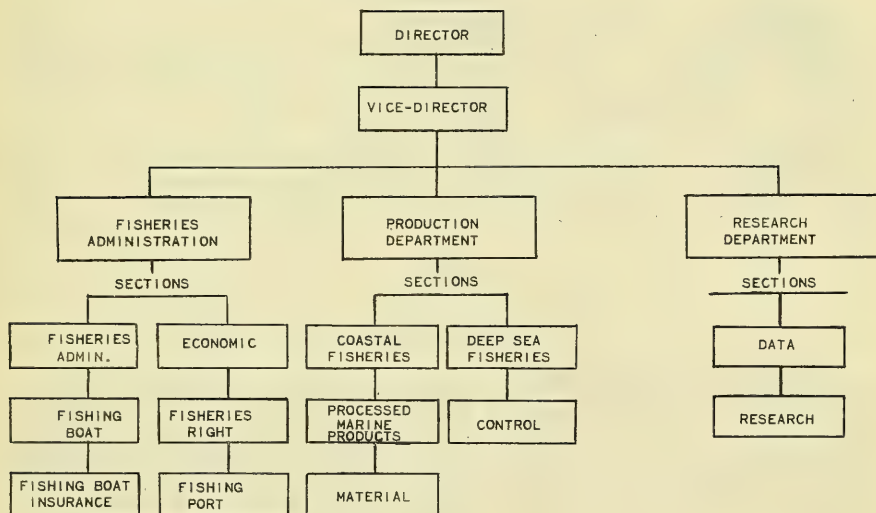 DIRECTOR
VICE-DIRECTOR
FISHERIES
ADMINISTRATION
PRODUCTION
DEPARTMENT
RESEARCH
DEPARTMENT
SECTIONS
SECTIONS
SECTIONS
FISHERIES
ADMIN.
ECONOMIC
COASTAL
FISHERIES
DEEP SEA
FISHERIES
DATA
FISHING
BOAT
FISHERIES
RIGHT
PROCESSED
MARINE
PRODUCTS
CONTROL
RESEARCH
FISHING BOAT
INSURANCE
FISHING
PORT
MATERIAL